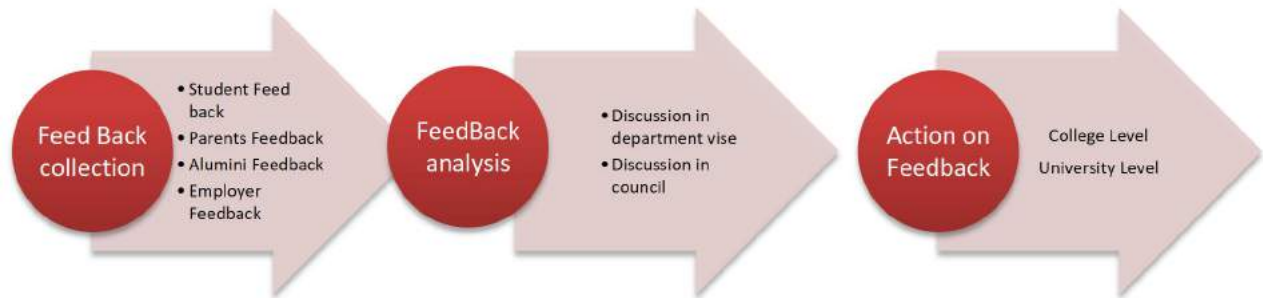 Feed Back
collection
• Student Feed
back
• Parents Feedback
• Alumini Feedback
• Employer
Feedback
FeedBack
analysis
• Discussion in
department vise
• Discussion in
council
Action on
Feedback
College Level
University Level